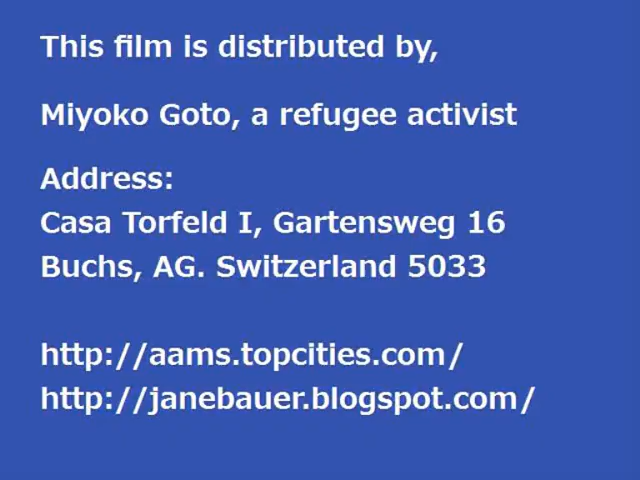 This film is distributed by,
Miyoko Goto, a refugee activist
Address:
Casa Torfeld I, Gartensweg 16
Buchs, AG. Switzerland 5033
http://aams.topcities.com/
http://janebauer.blogspot.com/